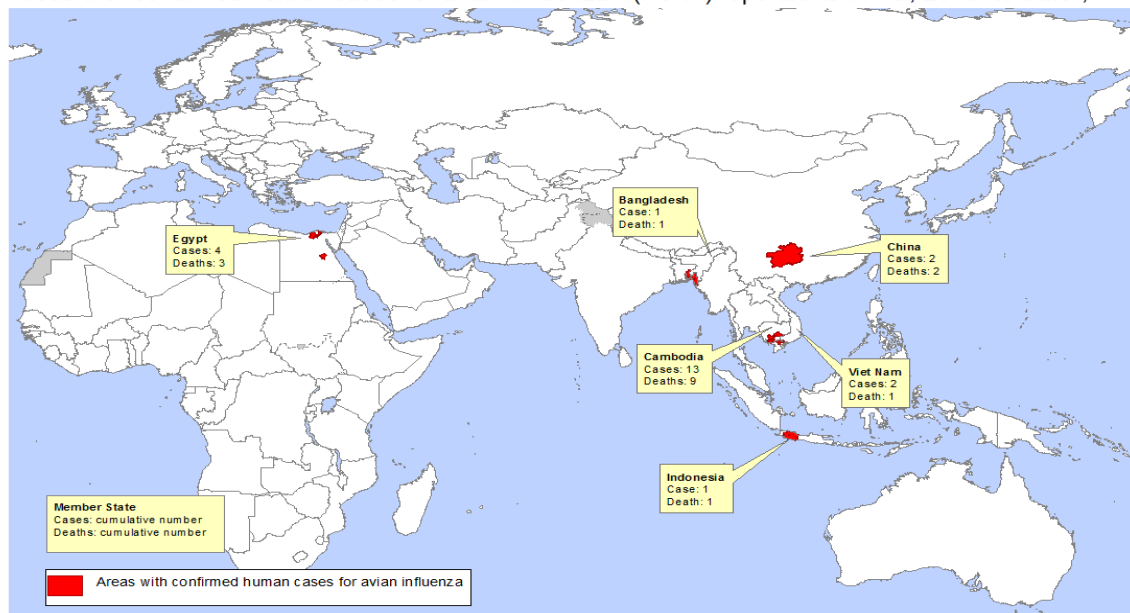 Bangladesh
Case: 1
Death: 1
Egypt
Cases: 4
Deaths: 3
China
Cases: 2
Deaths: 2
Cambodia
Cases: 13
Deaths: 9
Viet Nam
Cases: 2
Death: 1
Indonesia
Case: 1
Death: 1
Member State
Cases: cumulative number
Deaths: cumulative number
Areas with confirmed human cases for avian influenza